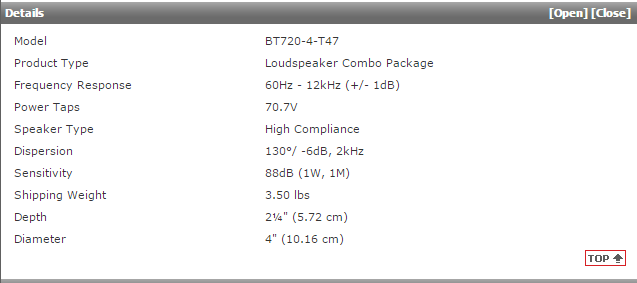 Details [Open] [Close]
Model BT720-4-T47
Product Type Loudspeaker Combo Package
Frequency Response 60Hz - 12kHz (+/- 1dB)
Power Taps 70.7V
Speaker Type High Compliance
Dispersion 130°/ -6dB, 2kHz
Sensitivity 88dB (1W, 1M)
Shipping Weight 3.50 lbs
Depth 2¼" (5.72 cm)
Diameter 4" (10.16 cm)
TOP